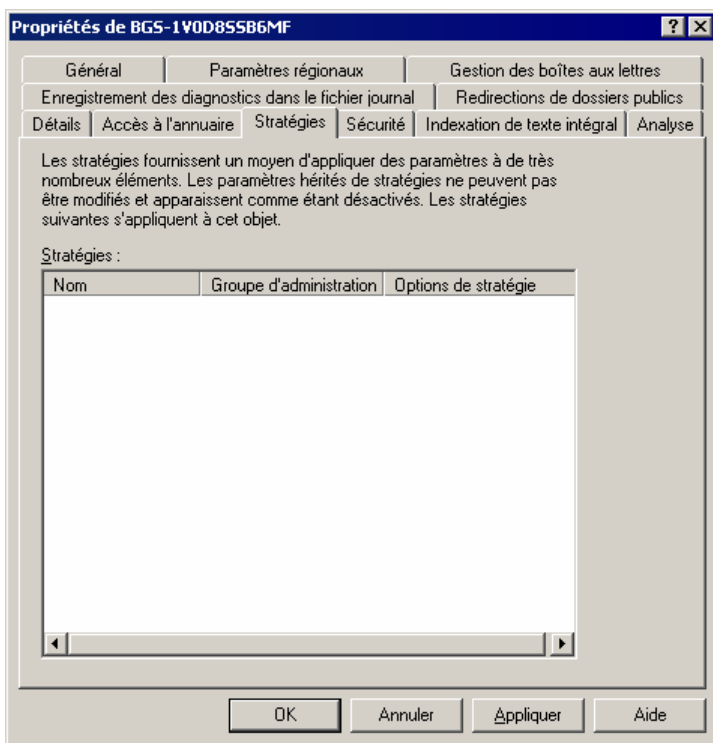 Propriétés de BGS-1V0D8S5B6MF
Général Paramètres régionaux Gestion des boîtes aux lettres
Enregistrement des diagnostics dans le fichier journal Redirections de dossiers publics
Détails Accès à l'annuaire Stratégies Sécurité Indexation de texte intégral Analyse
Les stratégies fournissent un moyen d'appliquer des paramètres à de très
nombreux éléments. Les paramètres hérités de stratégies ne peuvent pas
être modifiés et apparaissent comme étant désactivés. Les stratégies
suivantes s'appliquent à cet objet.
Stratégies :
Nom Groupe d'administration Options de stratégie
OK Annuler Appliquer Aide